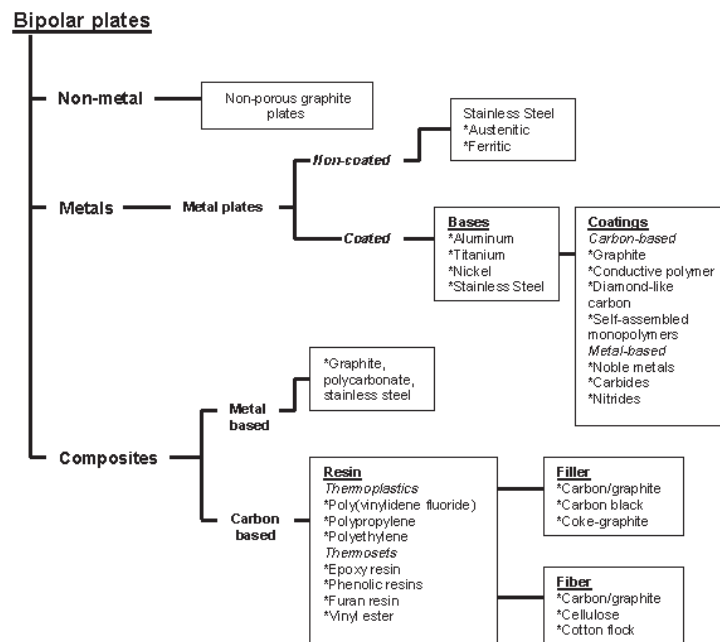 Bipolar plates
Non-metal
Non-porous graphite
plates
Metals
Metal plates
Non-coated
Stainless Steel
*Austenitic
*Ferritic
Coated
Bases
*Aluminum
*Titanium
*Nickel
*Stainless Steel
Coatings
Carbon-based
*Graphite
*Conductive polymer
*Diamond-like
carbon
*Self-assembled
monopolymers
Metal-based
*Noble metals
*Carbides
*Nitrides
Composites
Metal
based
*Graphite,
polycarbonate,
stainless steel
Carbon
based
Resin
Thermoplastics
*Poly(vinylidene fluoride)
*Polypropylene
*Polyethylene
Thermosets
*Epoxy resin
*Phenolic resins
*Furan resin
*Vinyl ester
Filler
*Carbon/graphite
*Carbon black
*Coke-graphite
Fiber
*Carbon/graphite
*Cellulose
*Cotton flock